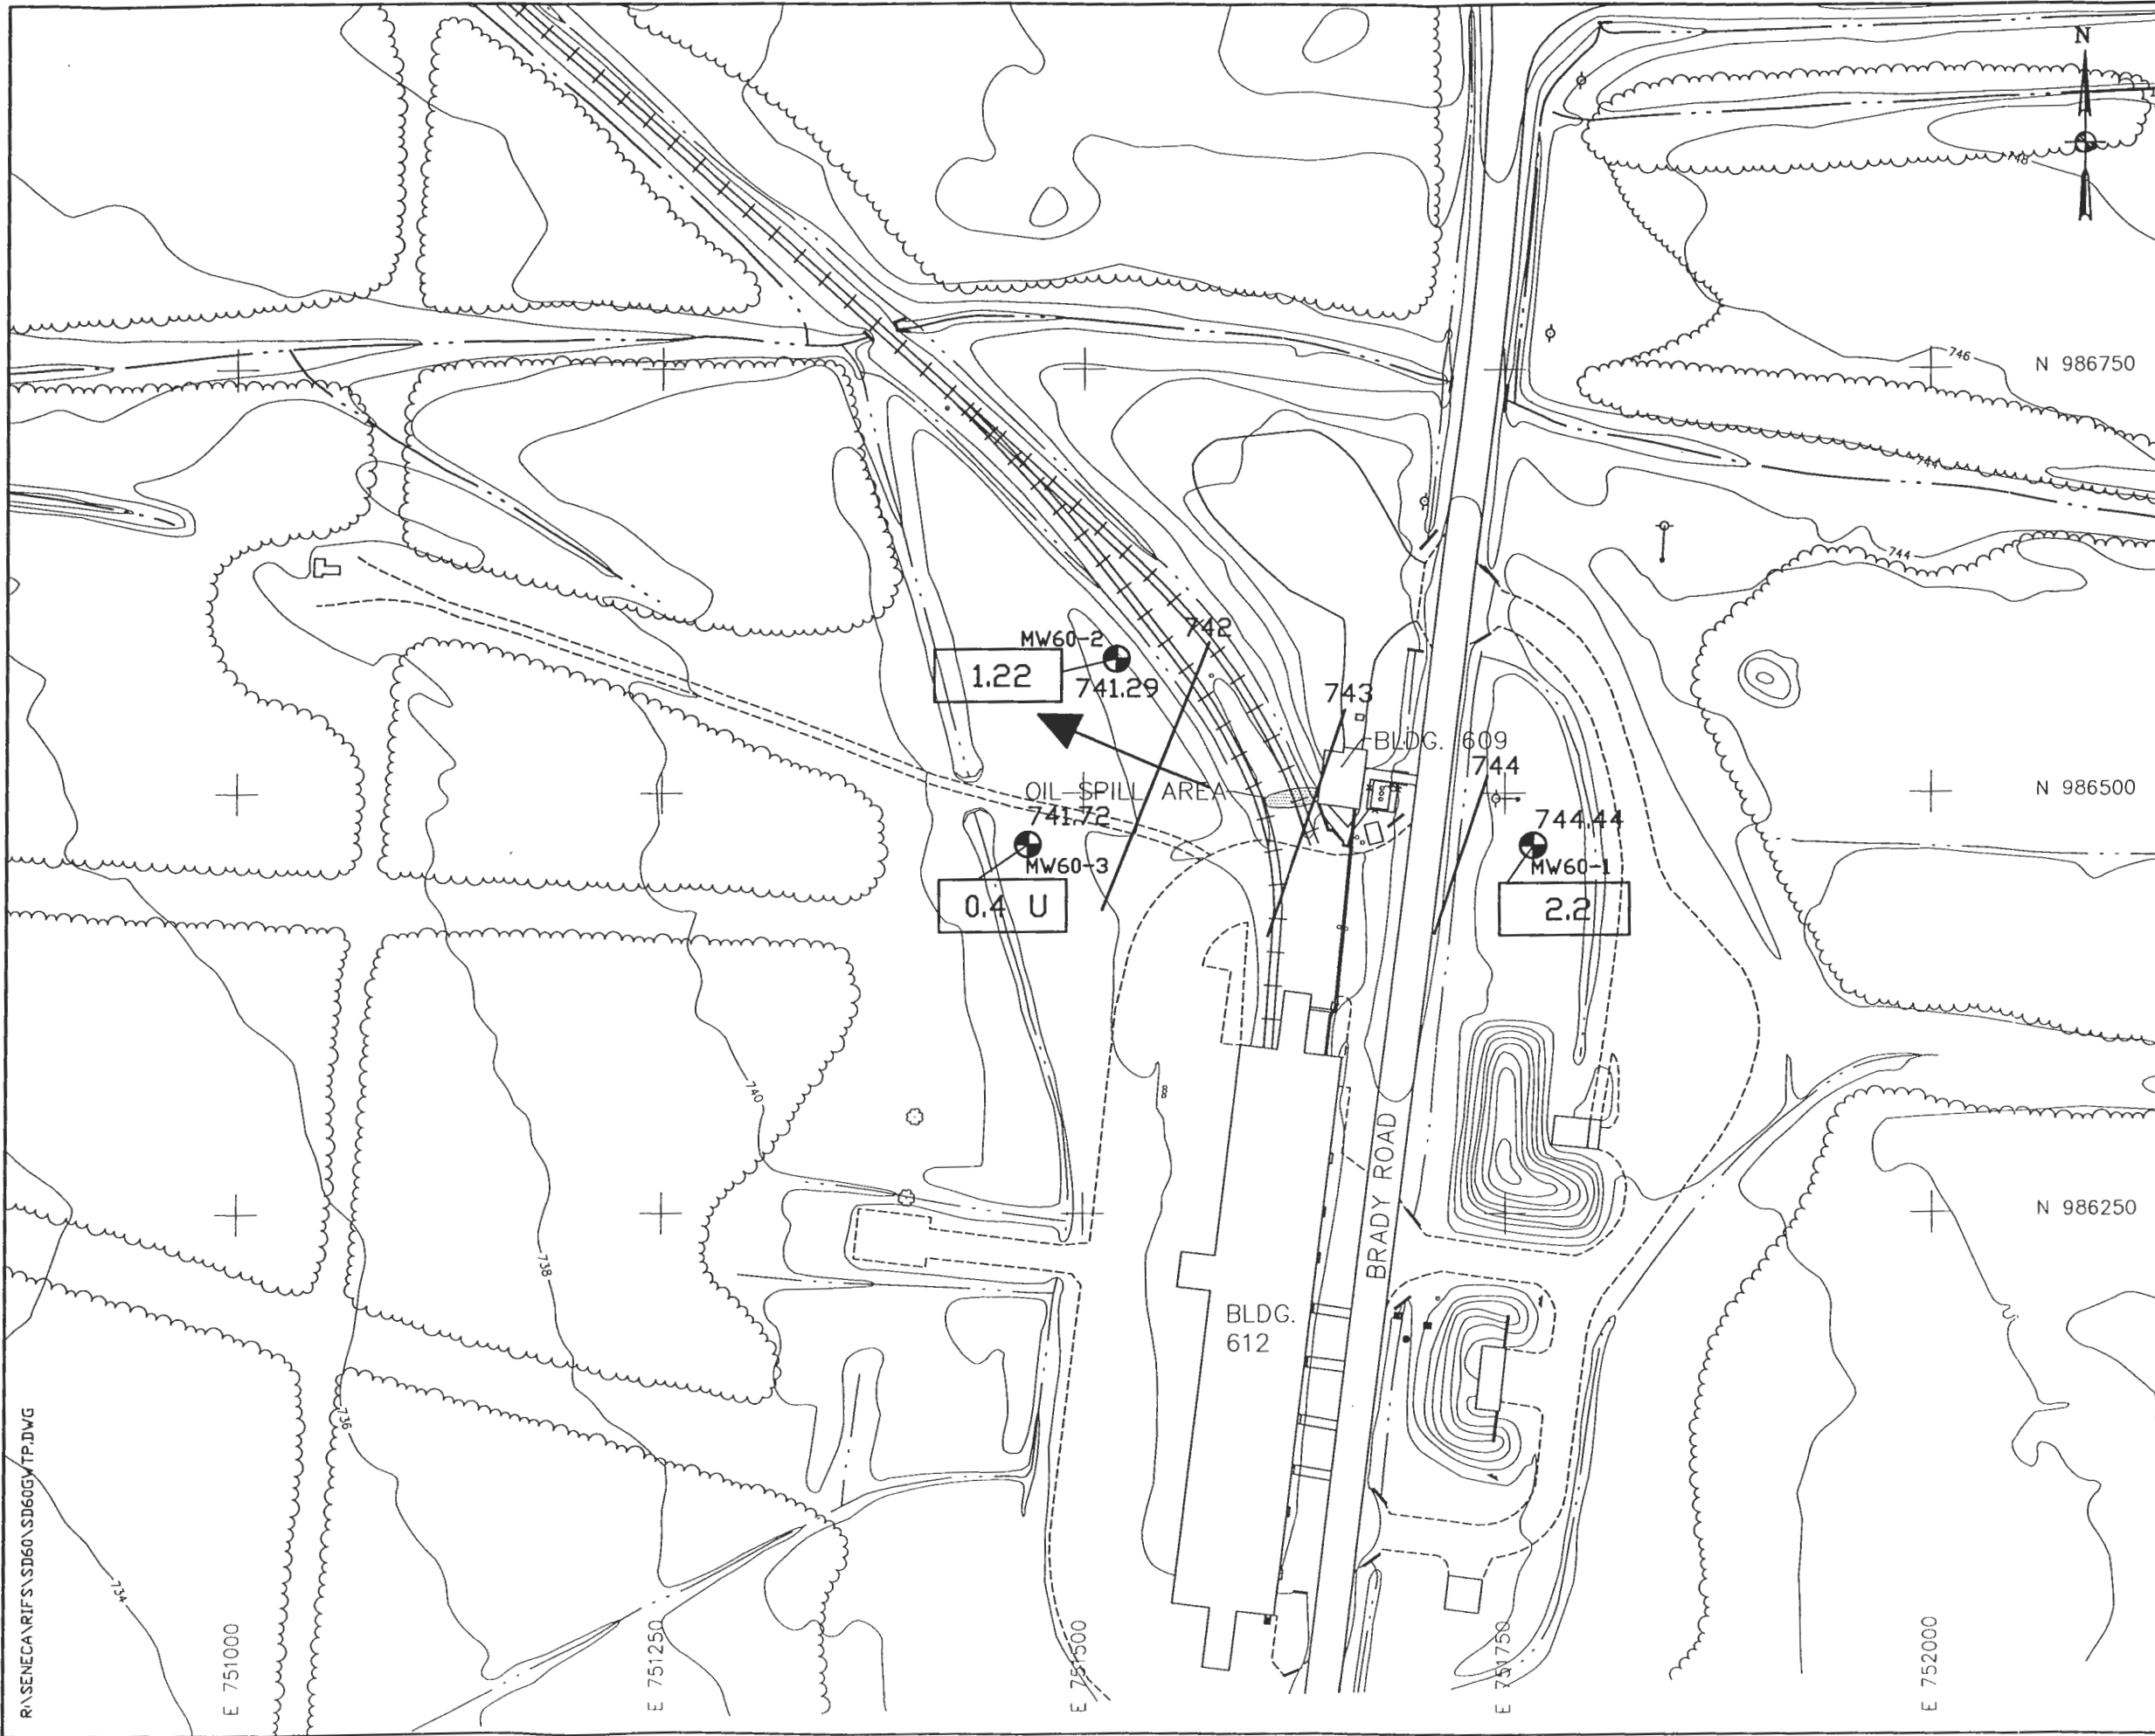 N
748
746
N 986750
744
744
MW60-2
742
1.22
741.29
743
BLDG. 609
744
OIL SPILL AREA
N 986500
741.72
744.44
MW60-3
MW60-1
0.4 U
2.2
740
BRADY ROAD
N 986250
738
BLDG.
612
736
734
R:\SENECA\RIFS\SD60\SD60GWTP.DWG
E 751000
E 751250
E 751500
E 751750
E 752000